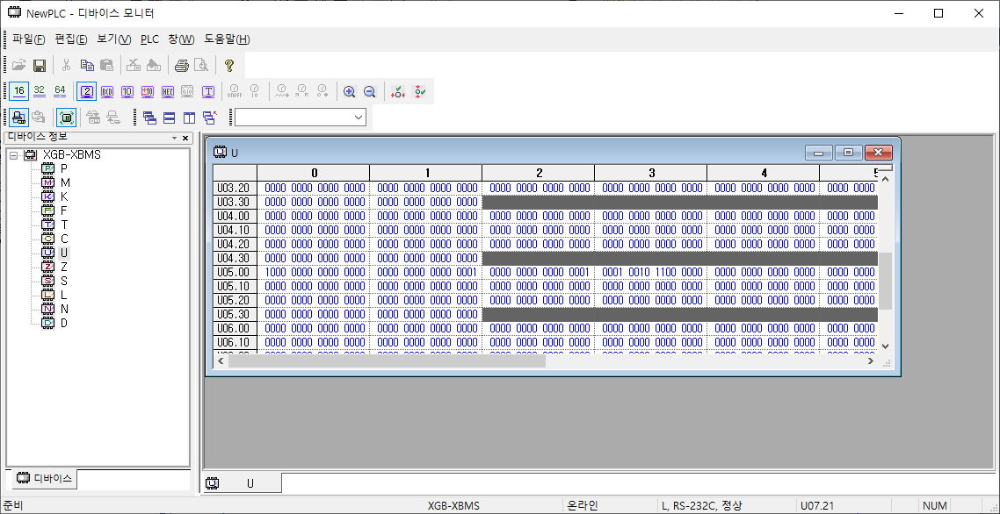 NewPLC - 디바이스 모니터
파일(F) 편집(E) 보기(V) PLC 창(W) 도움말(H)
16 32 64 2 BCD 10 ±10 HEX T
디바이스 정보
XGB-XBMS
P
M
K
F
T
C
U
Z
S
L
N
D
디바이스
U
0 1 2 3 4 5
U03.20 0000 0000 0000 0000 0000 0000 0000 0000 0000 0000 0000 0000 0000 0000 0000 0000 0000 0000 0000 0000 0000 0000
U03.30 0000 0000 0000 0000 0000 0000 0000 0000
U04.00 0000 0000 0000 0000 0000 0000 0000 0000 0000 0000 0000 0000 0000 0000 0000 0000 0000 0000 0000 0000 0000 0000
U04.10 0000 0000 0000 0000 0000 0000 0000 0000 0000 0000 0000 0000 0000 0000 0000 0000 0000 0000 0000 0000 0000 0000
U04.20 0000 0000 0000 0000 0000 0000 0000 0000 0000 0000 0000 0000 0000 0000 0000 0000 0000 0000 0000 0000 0000 0000
U04.30 0000 0000 0000 0000 0000 0000 0000 0000
U05.00 1000 0000 0000 0000 0000 0000 0000 0001 0000 0000 0000 0001 0001 0010 1100 0000 0000 0000 0000 0000 0000 0000
U05.10 0000 0000 0000 0000 0000 0000 0000 0000 0000 0000 0000 0000 0000 0000 0000 0000 0000 0000 0000 0000 0000 0000
U05.20 0000 0000 0000 0000 0000 0000 0000 0000 0000 0000 0000 0000 0000 0000 0000 0000 0000 0000 0000 0000 0000 0000
U05.30 0000 0000 0000 0000 0000 0000 0000 0000
U06.00 0000 0000 0000 0000 0000 0000 0000 0000 0000 0000 0000 0000 0000 0000 0000 0000 0000 0000 0000 0000 0000 0000
U06.10 0000 0000 0000 0000 0000 0000 0000 0000 0000 0000 0000 0000 0000 0000 0000 0000 0000 0000 0000 0000 0000 0000
U
준비 XGB-XBMS 온라인 L, RS-232C, 정상 U07.21 NUM